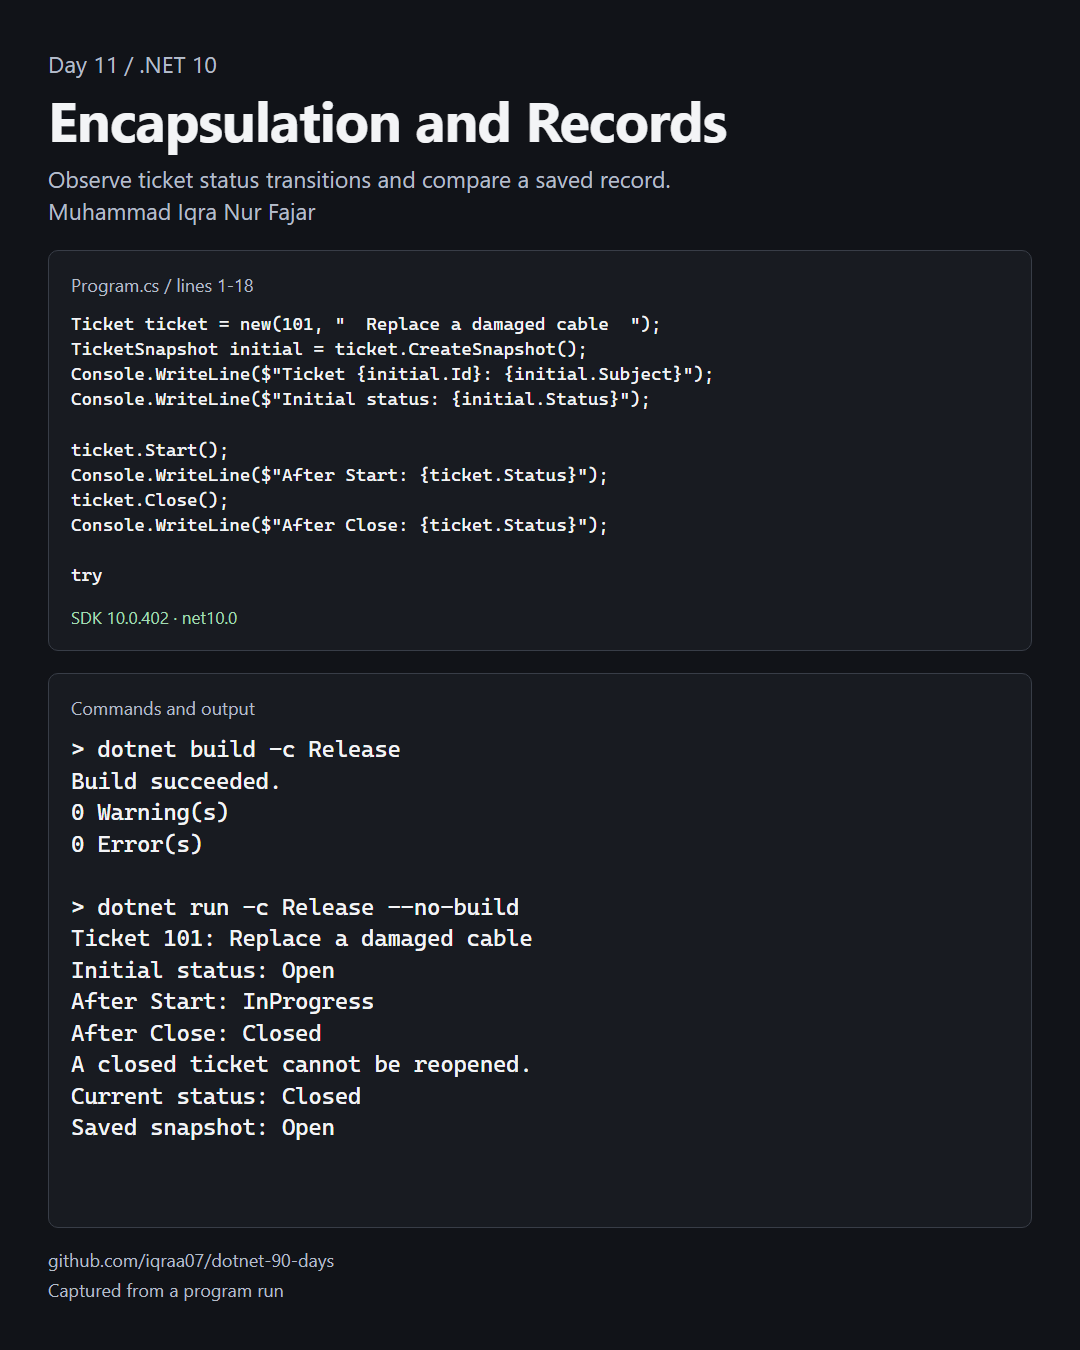 Day 11 / .NET 10
Encapsulation and Records
Observe ticket status transitions and compare a saved record.
Muhammad Iqra Nur Fajar
Program.cs / lines 1-18
Ticket ticket = new(101, "  Replace a damaged cable  ");
TicketSnapshot initial = ticket.CreateSnapshot();
Console.WriteLine($"Ticket {initial.Id}: {initial.Subject}");
Console.WriteLine($"Initial status: {initial.Status}");
ticket.Start();
Console.WriteLine($"After Start: {ticket.Status}");
ticket.Close();
Console.WriteLine($"After Close: {ticket.Status}");
try
SDK 10.0.402 · net10.0
Commands and output
> dotnet build -c Release
Build succeeded.
0 Warning(s)
0 Error(s)
> dotnet run -c Release --no-build
Ticket 101: Replace a damaged cable
Initial status: Open
After Start: InProgress
After Close: Closed
A closed ticket cannot be reopened.
Current status: Closed
Saved snapshot: Open
github.com/iqraa07/dotnet-90-days
Captured from a program run